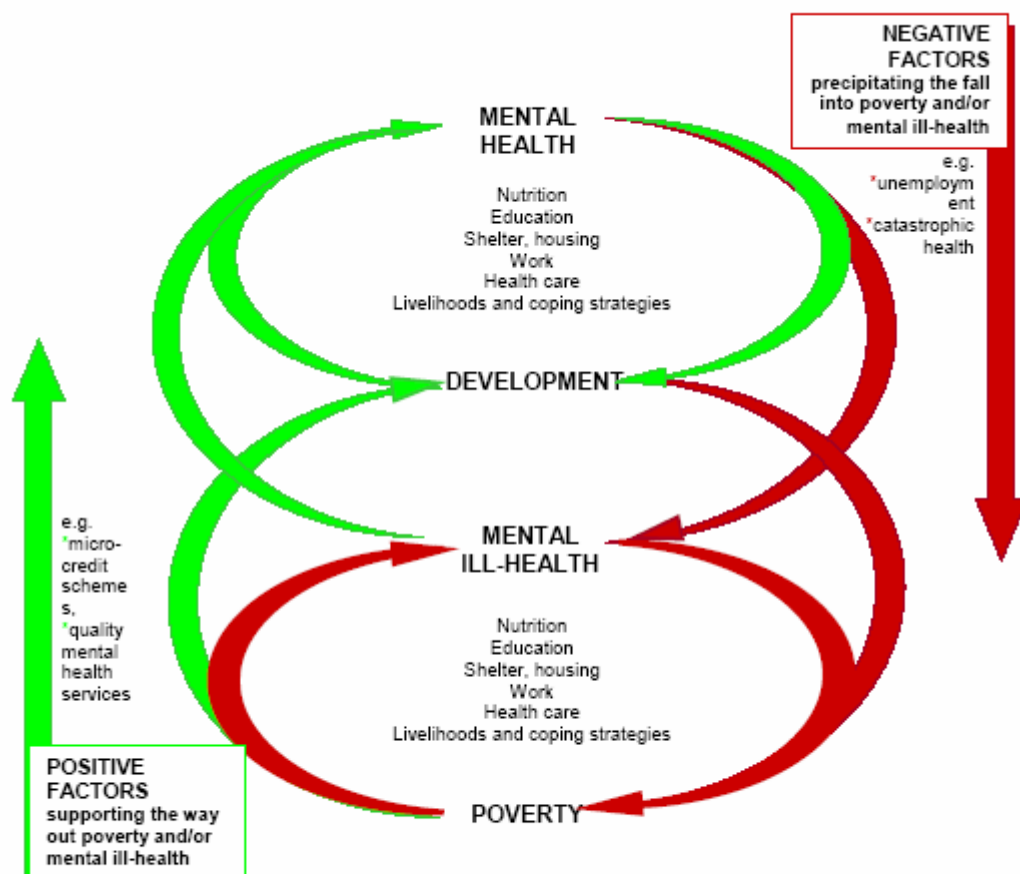 NEGATIVE
FACTORS
precipitating the fall
into poverty and/or
mental ill-health
e.g.
*unemploym
ent
*catastrophic
health
MENTAL
HEALTH
Nutrition
Education
Shelter, housing
Work
Health care
Livelihoods and coping strategies
DEVELOPMENT
e.g.
*micro-
credit
scheme
s,
*quality
mental
health
services
MENTAL
ILL-HEALTH
Nutrition
Education
Shelter, housing
Work
Health care
Livelihoods and coping strategies
POVERTY
POSITIVE
FACTORS
supporting the way
out poverty and/or
mental ill-health